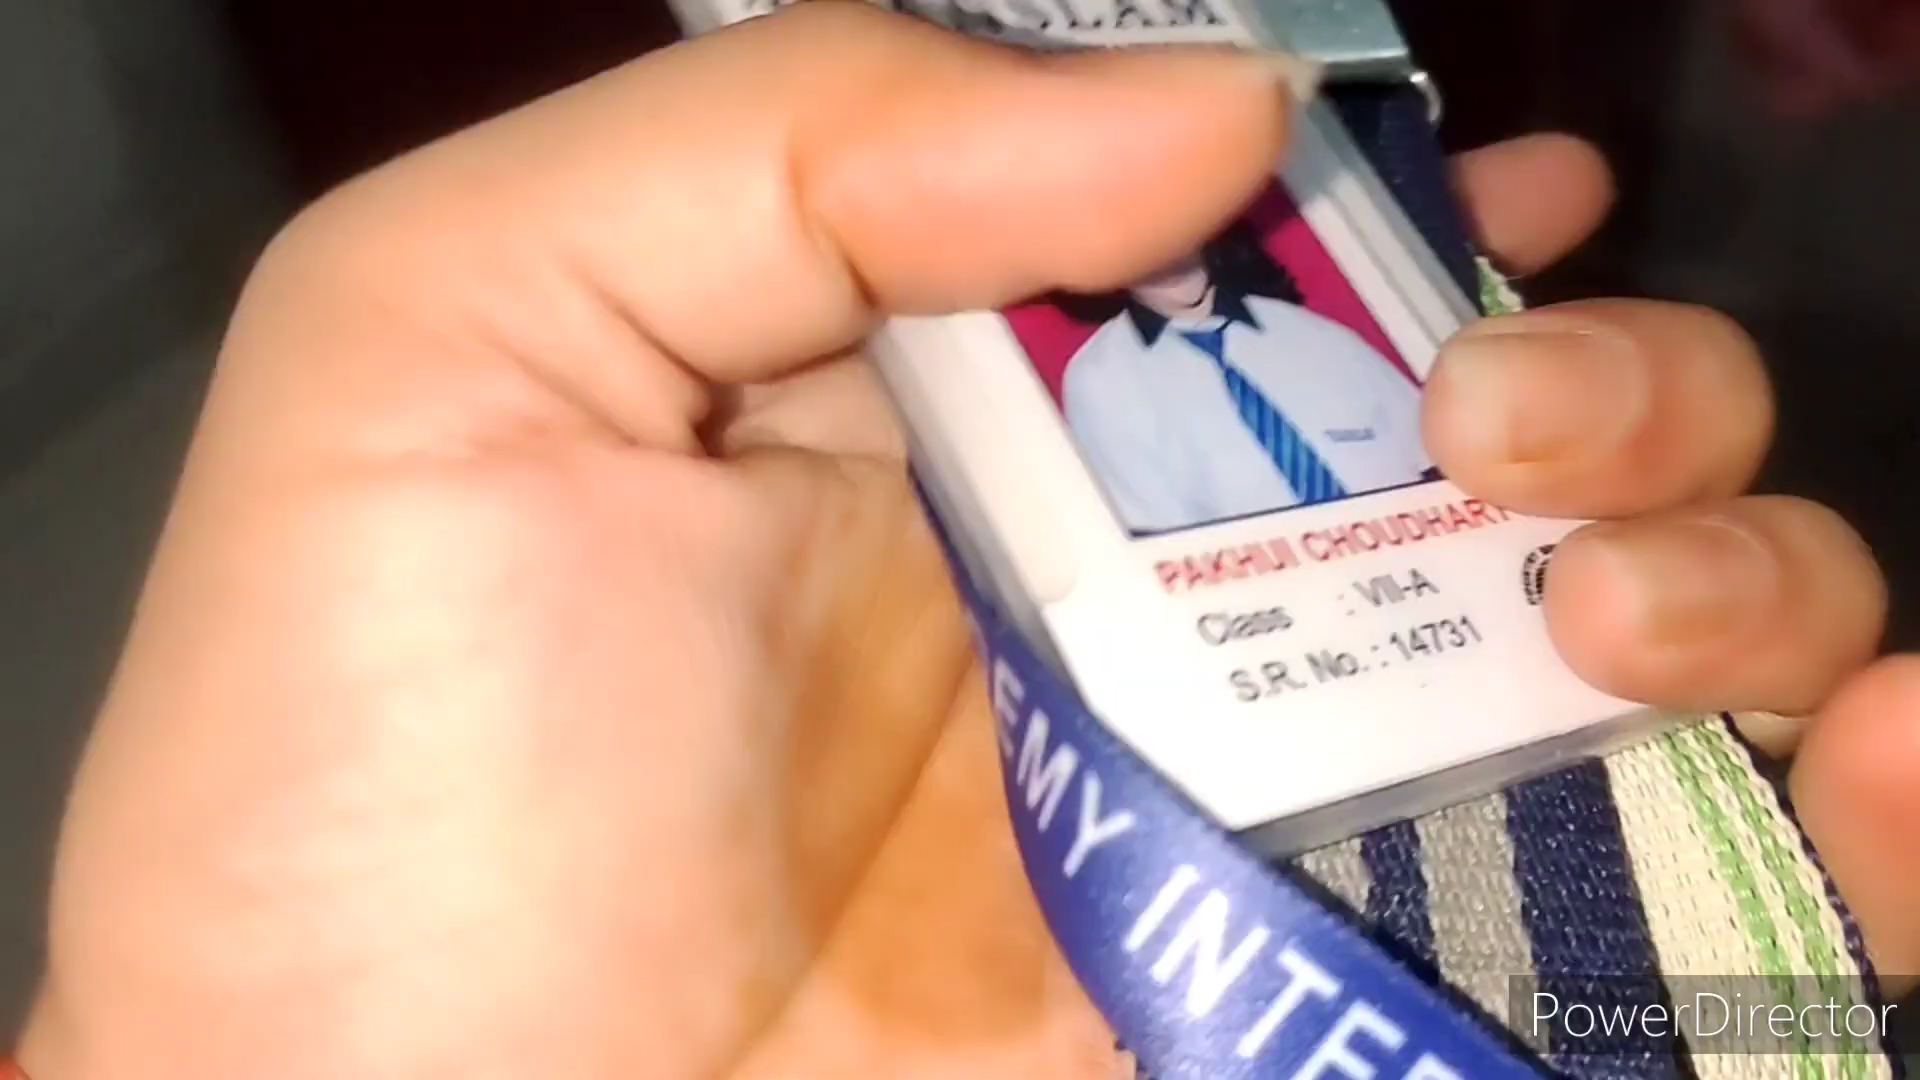 PAKHUI CHOUDHARY
Class : VII-A
S.R. No. : 14731
EMY INTE
PowerDirector